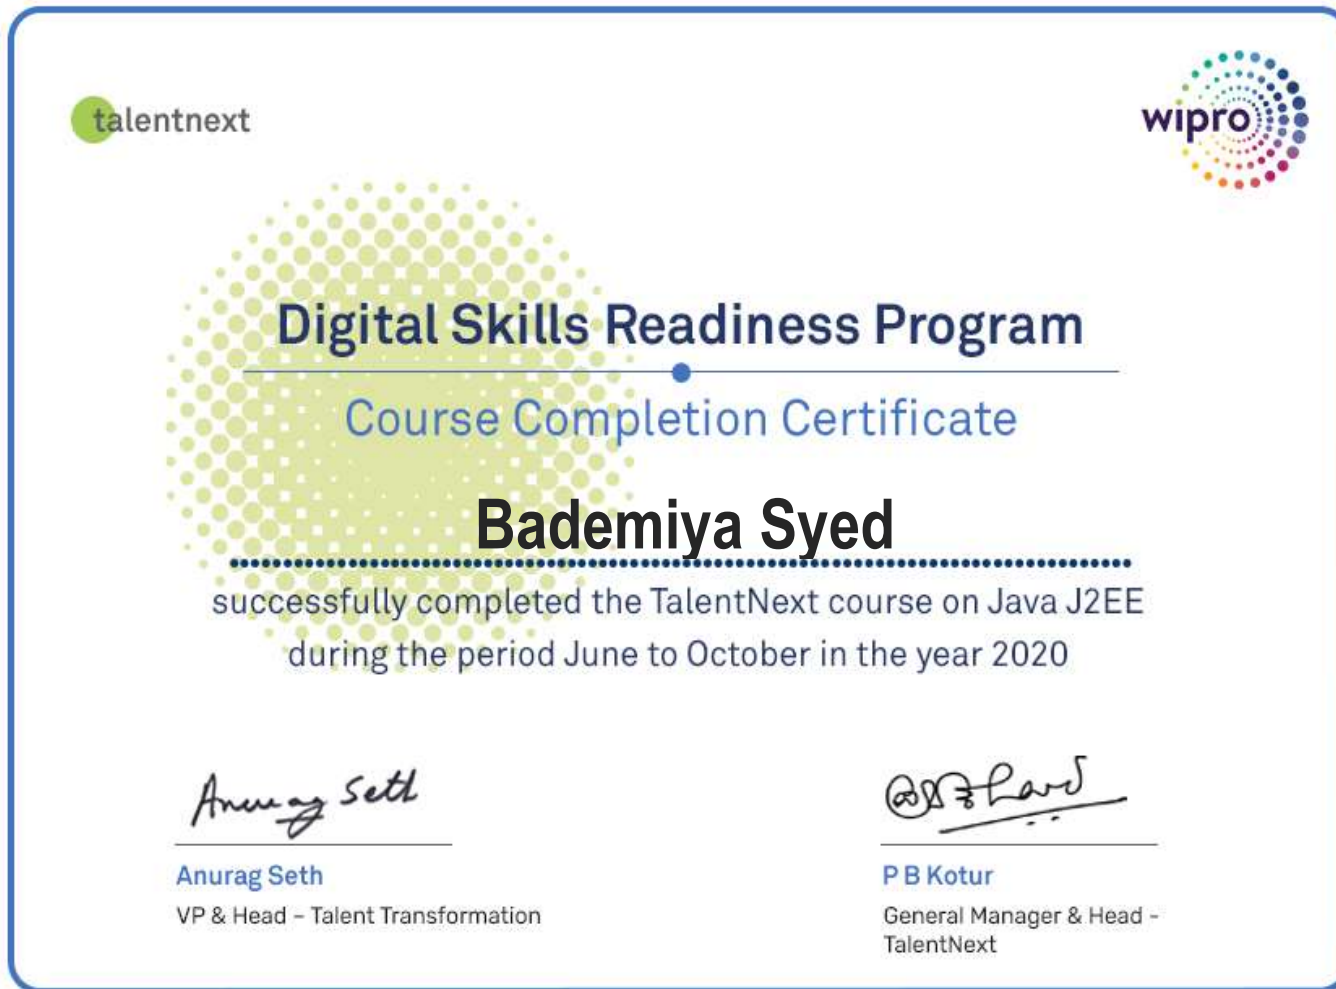 talentnext
wipro
Digital Skills Readiness Program
Course Completion Certificate
Bademiya Syed
successfully completed the TalentNext course on Java J2EE
during the period June to October in the year 2020
Anurag Seth
Anurag Seth
VP & Head – Talent Transformation
P B Kotur
General Manager & Head -
TalentNext